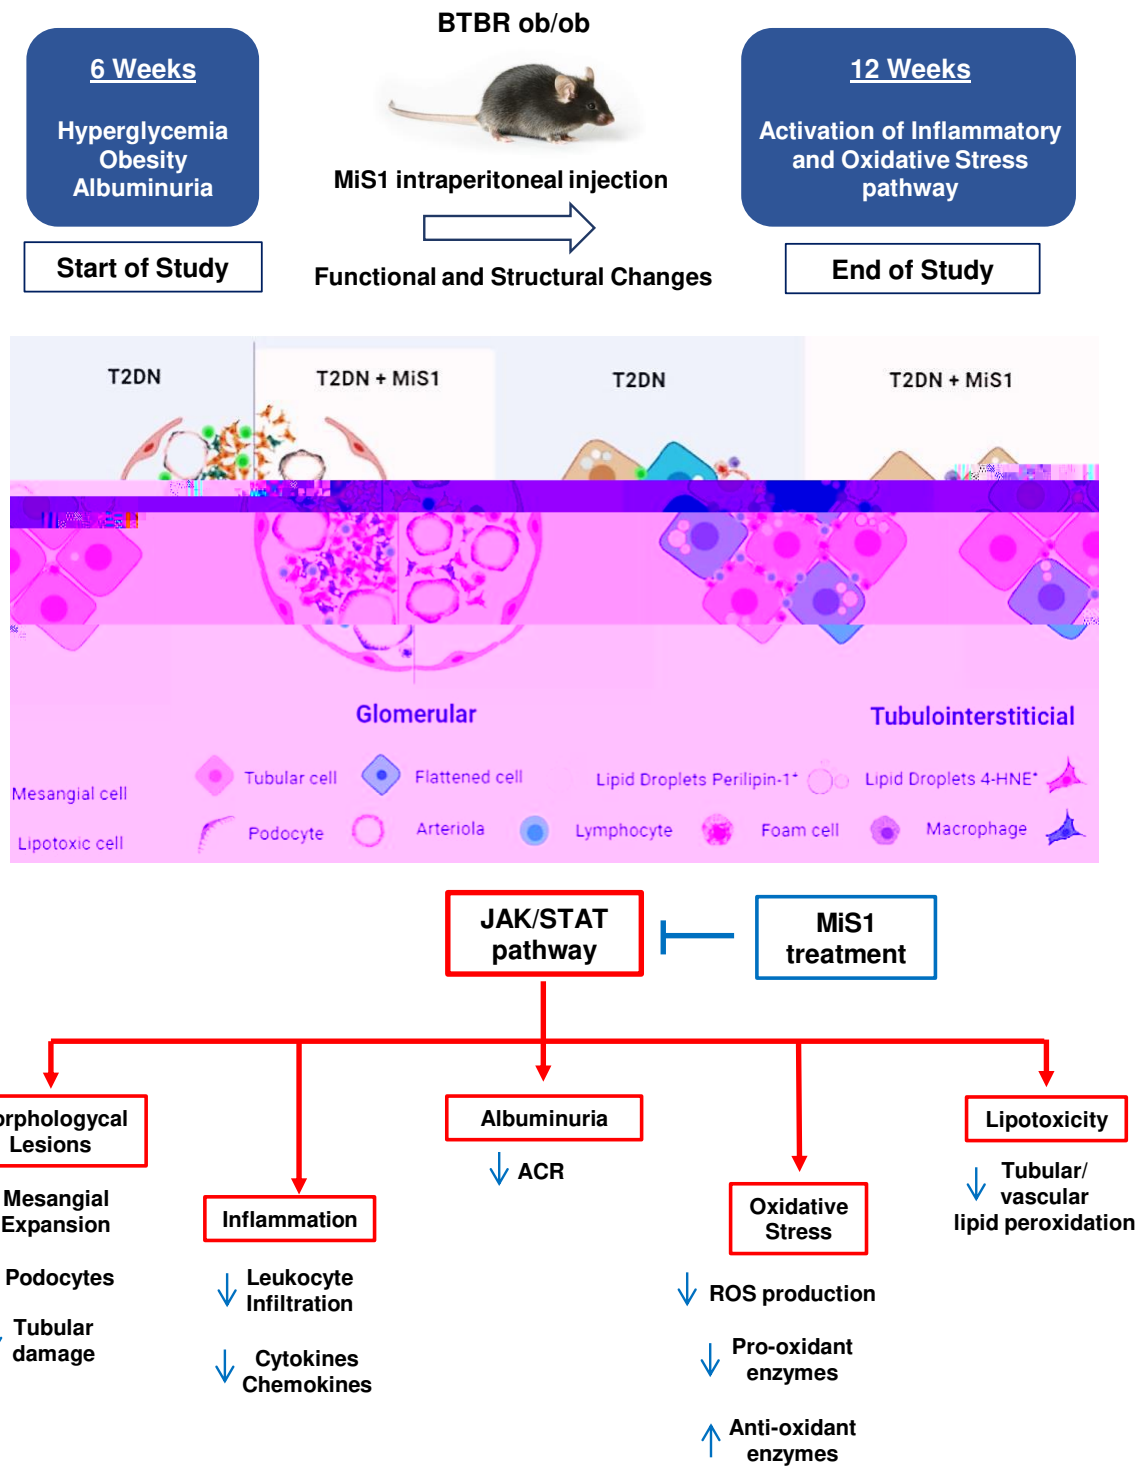 BTBR ob/ob
6 Weeks
Hyperglycemia
Obesity
Albuminuria
Start of Study
MiS1 intraperitoneal injection
Functional and Structural Changes
12 Weeks
Activation of Inflammatory
and Oxidative Stress
pathway
End of Study
T2DN
T2DN + MiS1
T2DN
T2DN + MiS1
Glomerular
Tubulointersticial
Tubular cell
Flattened cell
Lipid Droplets Perilipin-1+
Lipid Droplets 4-HNE+
Mesangial cell
Podocyte
Arteriola
Lymphocyte
Foam cell
Macrophage
Lipotoxic cell
JAK/STAT
pathway
MiS1
treatment
orphologycal
Lesions
Mesangial
Expansion
Podocytes
Tubular
damage
Inflammation
Leukocyte
Infiltration
Cytokines
Chemokines
Albuminuria
ACR
Oxidative
Stress
ROS production
Pro-oxidant
enzymes
Anti-oxidant
enzymes
Lipotoxicity
Tubular/
vascular
lipid peroxidation